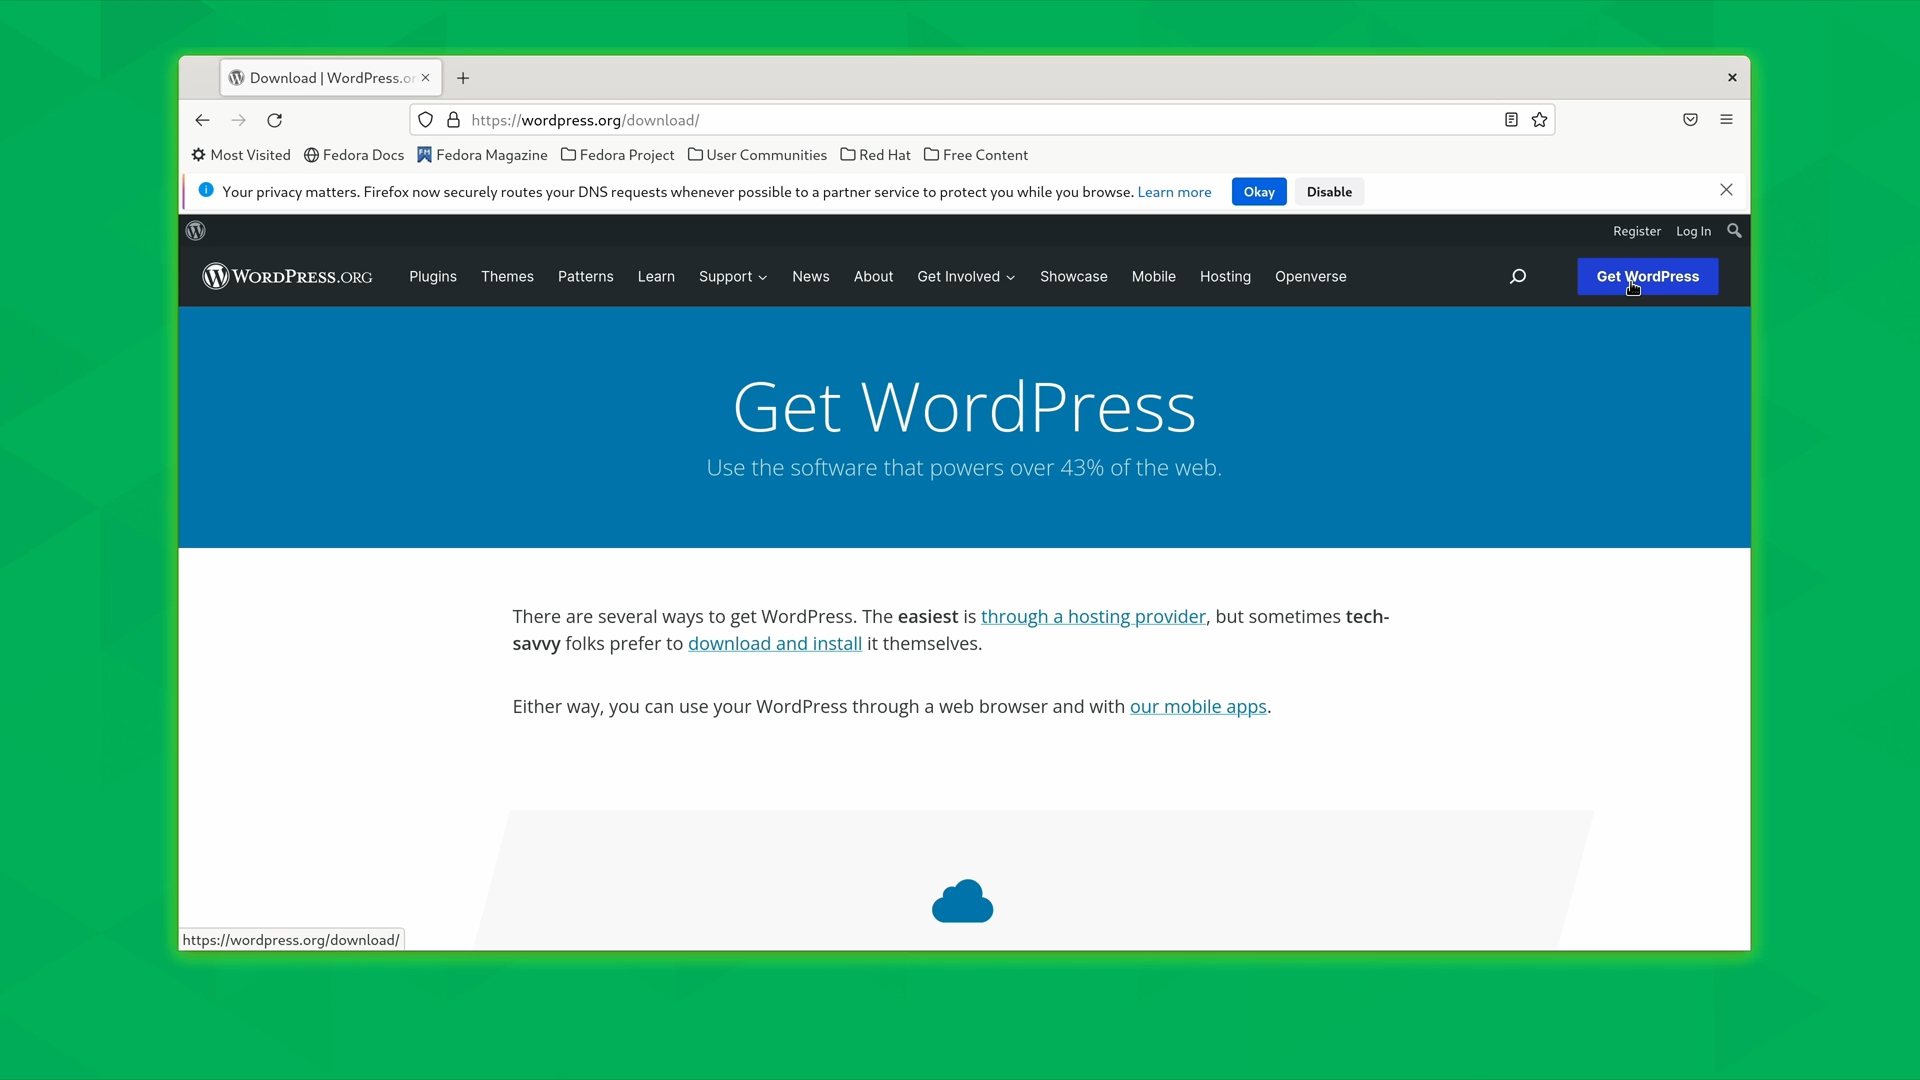 Download | WordPress.or
https://wordpress.org/download/
Most Visited Fedora Docs Fedora Magazine Fedora Project User Communities Red Hat Free Content
Your privacy matters. Firefox now securely routes your DNS requests whenever possible to a partner service to protect you while you browse. Learn more Okay Disable
Register Log In
WORDPRESS.ORG Plugins Themes Patterns Learn Support News About Get Involved Showcase Mobile Hosting Openverse Get WordPress
Get WordPress
Use the software that powers over 43% of the web.
There are several ways to get WordPress. The easiest is through a hosting provider, but sometimes tech-
savvy folks prefer to download and install it themselves.
Either way, you can use your WordPress through a web browser and with our mobile apps.
https://wordpress.org/download/